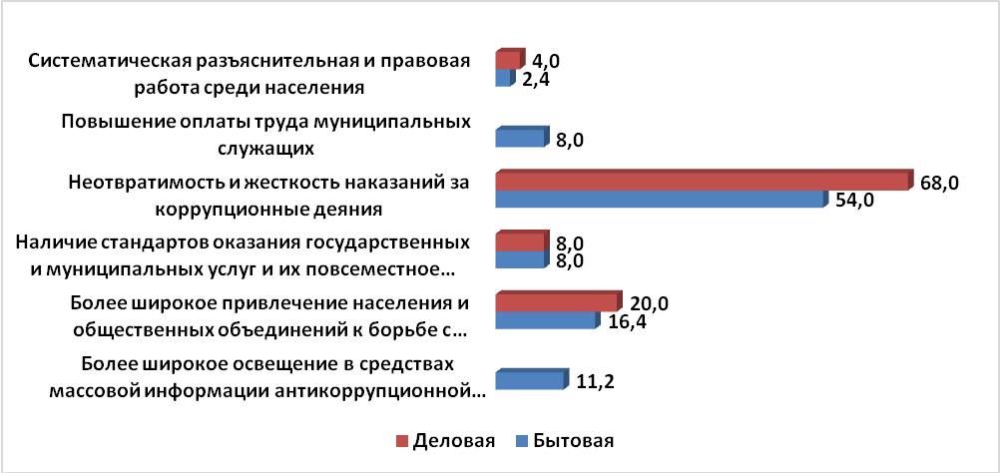 Систематическая разъяснительная и правовая
работа среди населения
4,0
2,4
Повышение оплаты труда муниципальных
служащих
8,0
Неотвратимость и жесткость наказаний за
коррупционные деяния
68,0
54,0
Наличие стандартов оказания государственных
и муниципальных услуг и их повсеместное...
8,0
8,0
Более широкое привлечение населения и
общественных объединений к борьбе с...
20,0
16,4
Более широкое освещение в средствах
массовой информации антикоррупционной...
11,2
Деловая Бытовая